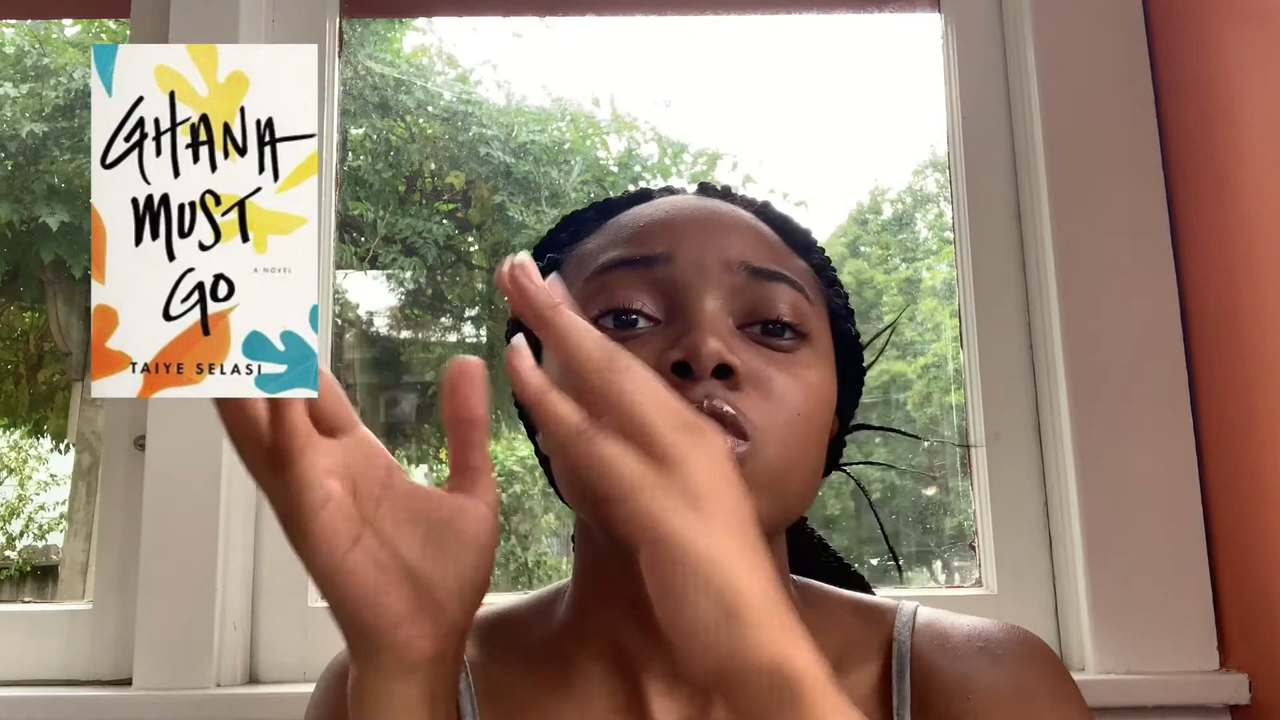 GHANA
MUST
GO
A NOVEL
TAIYE SELASI